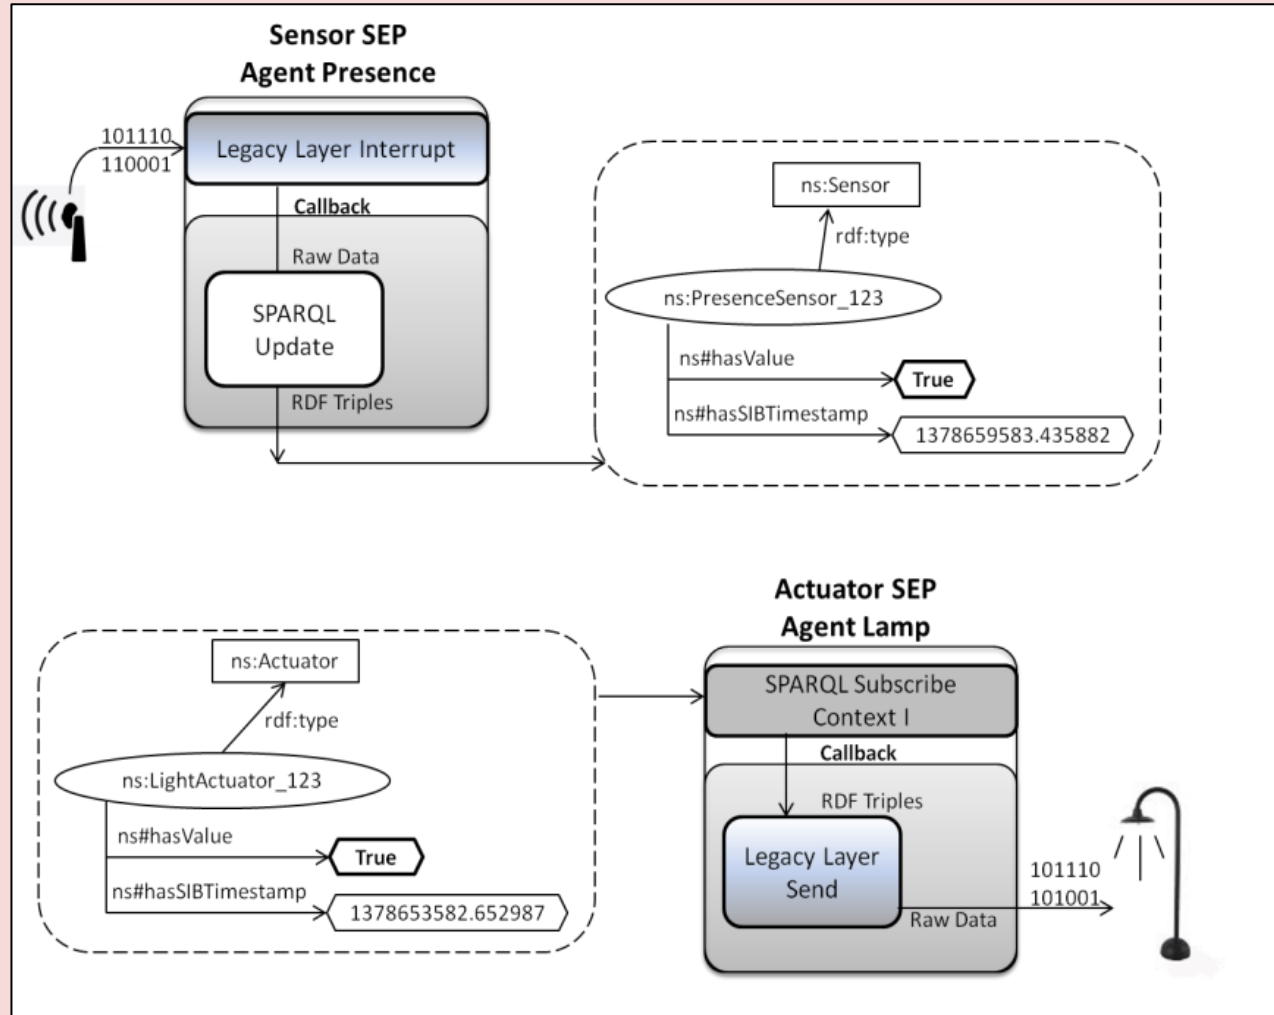 Sensor SEP
Agent Presence
101110
110001
Legacy Layer Interrupt
Callback
Raw Data
SPARQL
Update
RDF Triples
ns:Sensor
rdf:type
ns:PresenceSensor_123
ns#hasValue
True
ns#hasSIBTimestamp
1378659583.435882
ns:Actuator
rdf:type
ns:LightActuator_123
ns#hasValue
True
ns#hasSIBTimestamp
1378653582.652987
Actuator SEP
Agent Lamp
SPARQL Subscribe
Context I
Callback
RDF Triples
Legacy Layer
Send
Raw Data
101110
101001